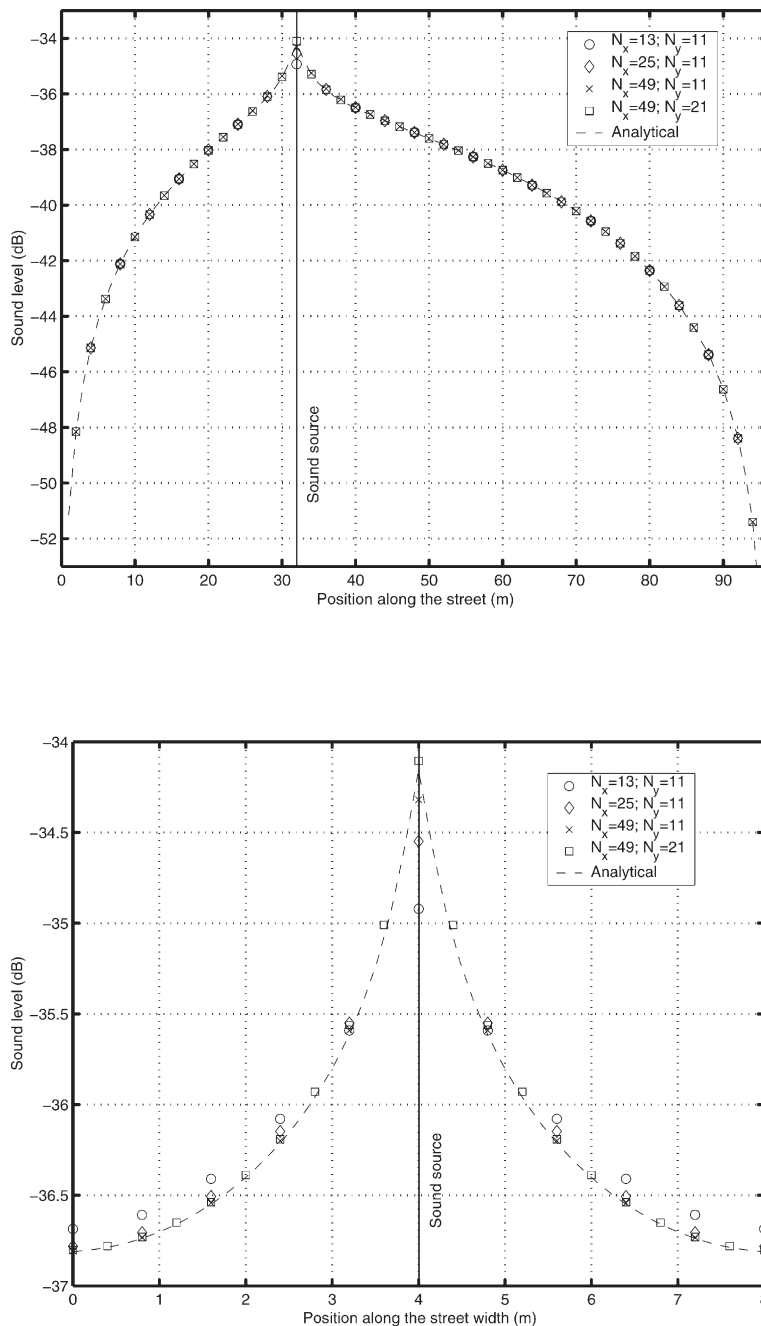 −34
−36
−38
−40
−42
−44
−46
−48
−50
−52
Sound level (dB)
N_x=13; N_y=11
N_x=25; N_y=11
N_x=49; N_y=11
N_x=49; N_y=21
Analytical
Sound source
0 10 20 30 40 50 60 70 80 90
Position along the street (m)
−34
−34.5
−35
−35.5
−36
−36.5
−37
Sound level (dB)
N_x=13; N_y=11
N_x=25; N_y=11
N_x=49; N_y=11
N_x=49; N_y=21
Analytical
Sound source
0 1 2 3 4 5 6 7
Position along the street width (m)